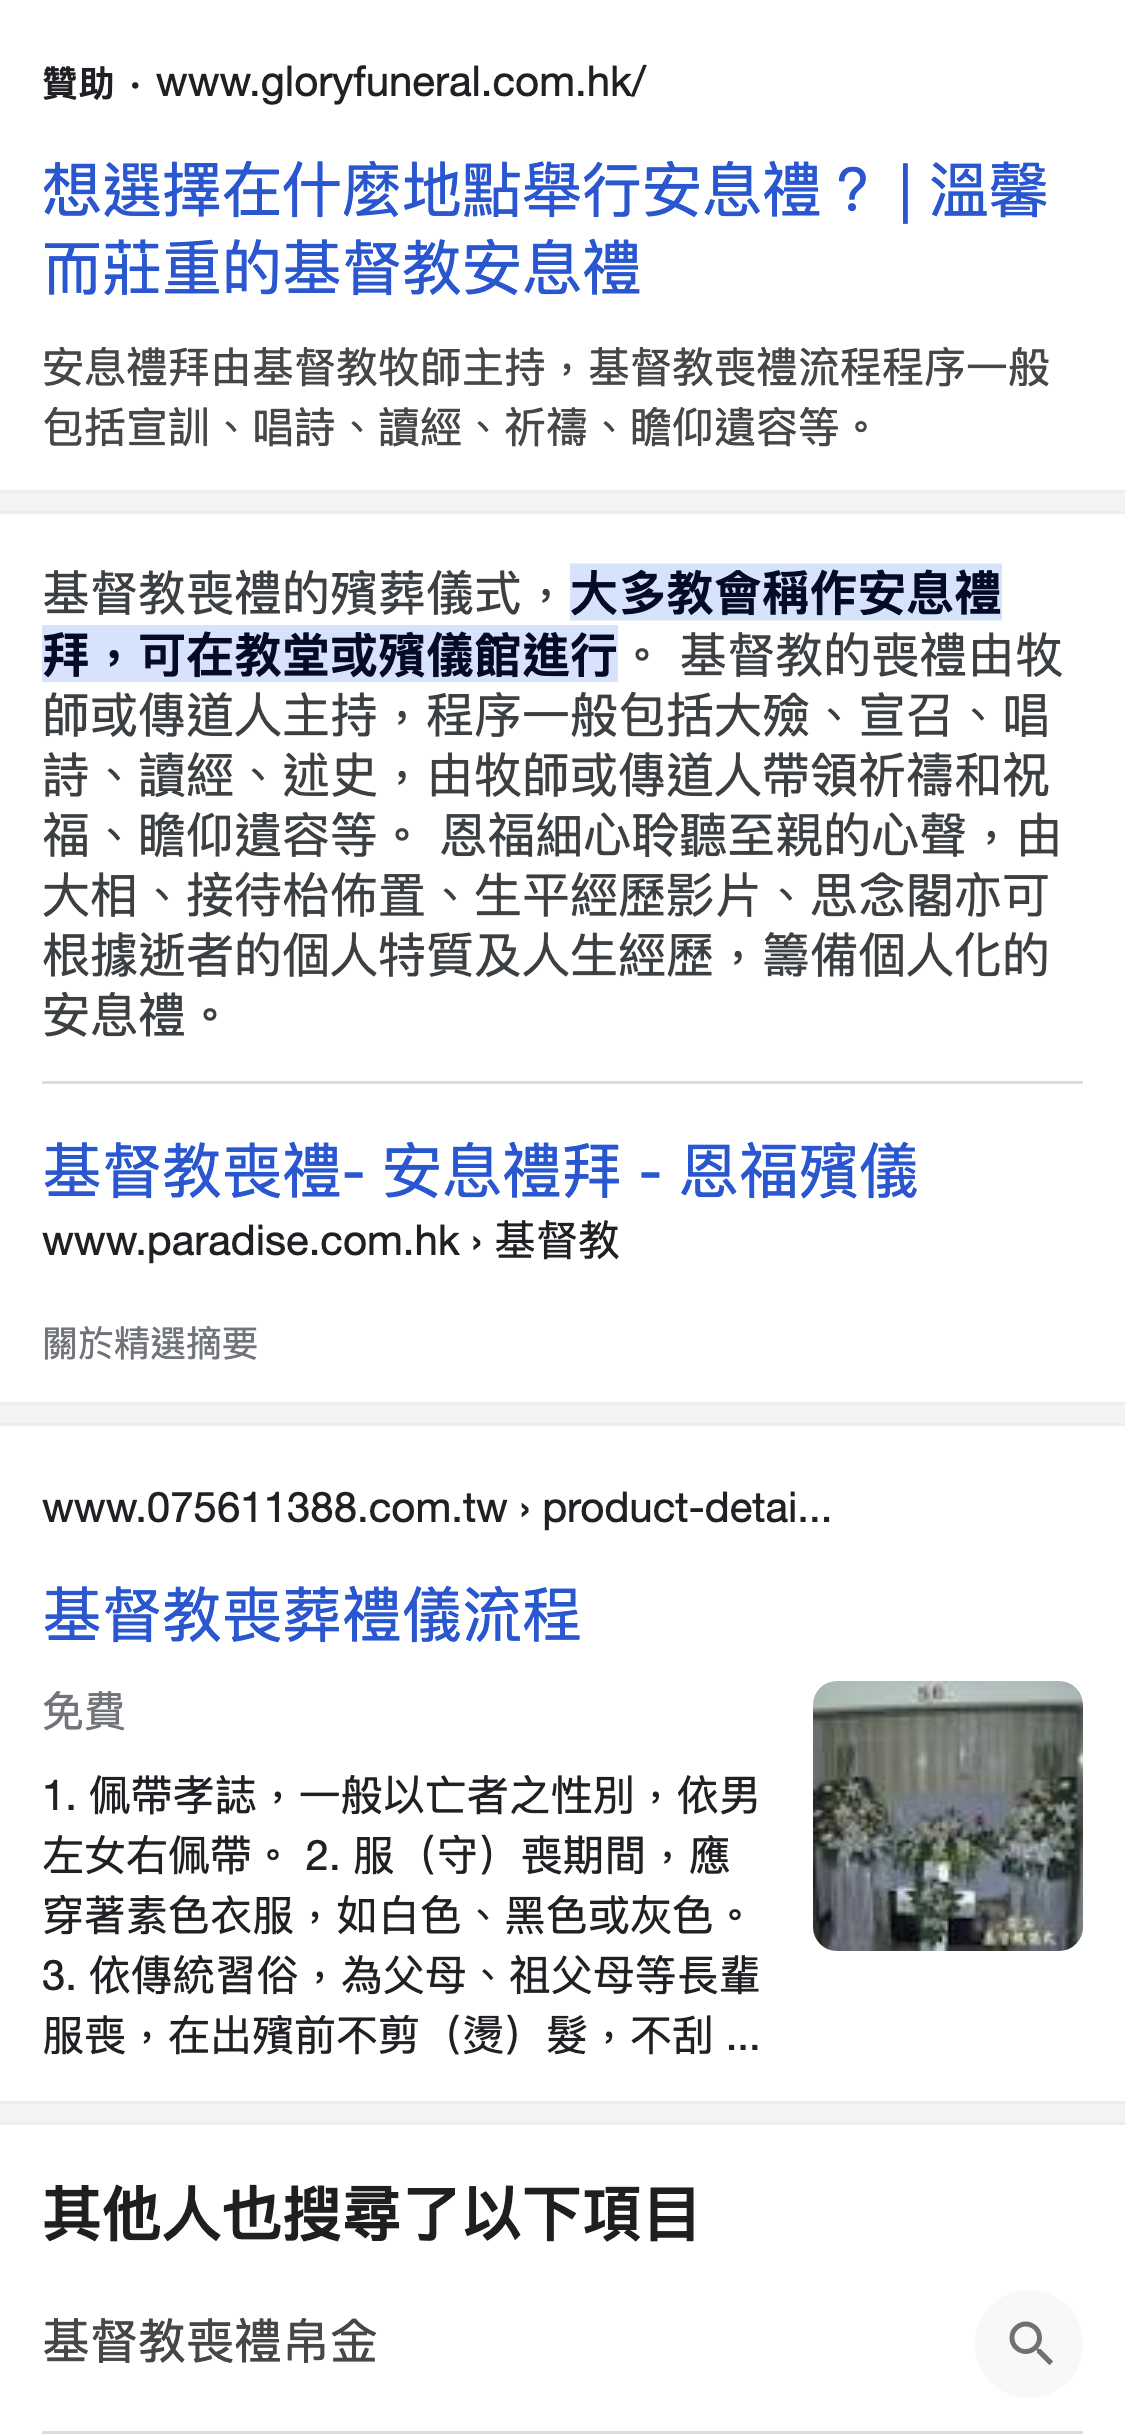 贊助 · www.gloryfuneral.com.hk/
想選擇在什麼地點舉行安息禮？ | 溫馨
而莊重的基督教安息禮
安息禮拜由基督教牧師主持，基督教喪禮流程程序一般
包括宣訓、唱詩、讀經、祈禱、瞻仰遺容等。
基督教喪禮的殯葬儀式，大多教會稱作安息禮
拜，可在教堂或殯儀館進行。 基督教的喪禮由牧
師或傳道人主持，程序一般包括大殮、宣召、唱
詩、讀經、述史，由牧師或傳道人帶領祈禱和祝
福、瞻仰遺容等。 恩福細心聆聽至親的心聲，由
大相、接待枱佈置、生平經歷影片、思念閣亦可
根據逝者的個人特質及人生經歷，籌備個人化的
安息禮。
基督教喪禮- 安息禮拜 - 恩福殯儀
www.paradise.com.hk › 基督教
關於精選摘要
www.075611388.com.tw › product-detai...
基督教喪葬禮儀流程
免費
1. 佩帶孝誌，一般以亡者之性別，依男
左女右佩帶。 2. 服（守）喪期間，應
穿著素色衣服，如白色、黑色或灰色。
3. 依傳統習俗，為父母、祖父母等長輩
服喪，在出殯前不剪（燙）髮，不刮 ...
其他人也搜尋了以下項目
基督教喪禮帛金